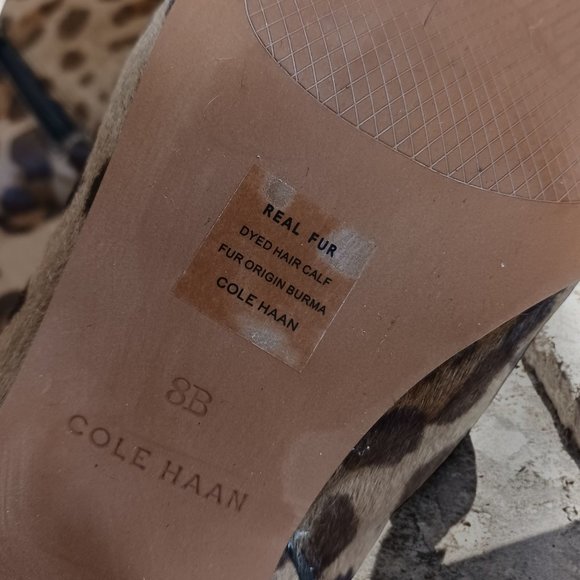 REAL FUR
DYED HAIR CALF
FUR ORIGIN BURMA
COLE HAAN
8B
COLE HAAN